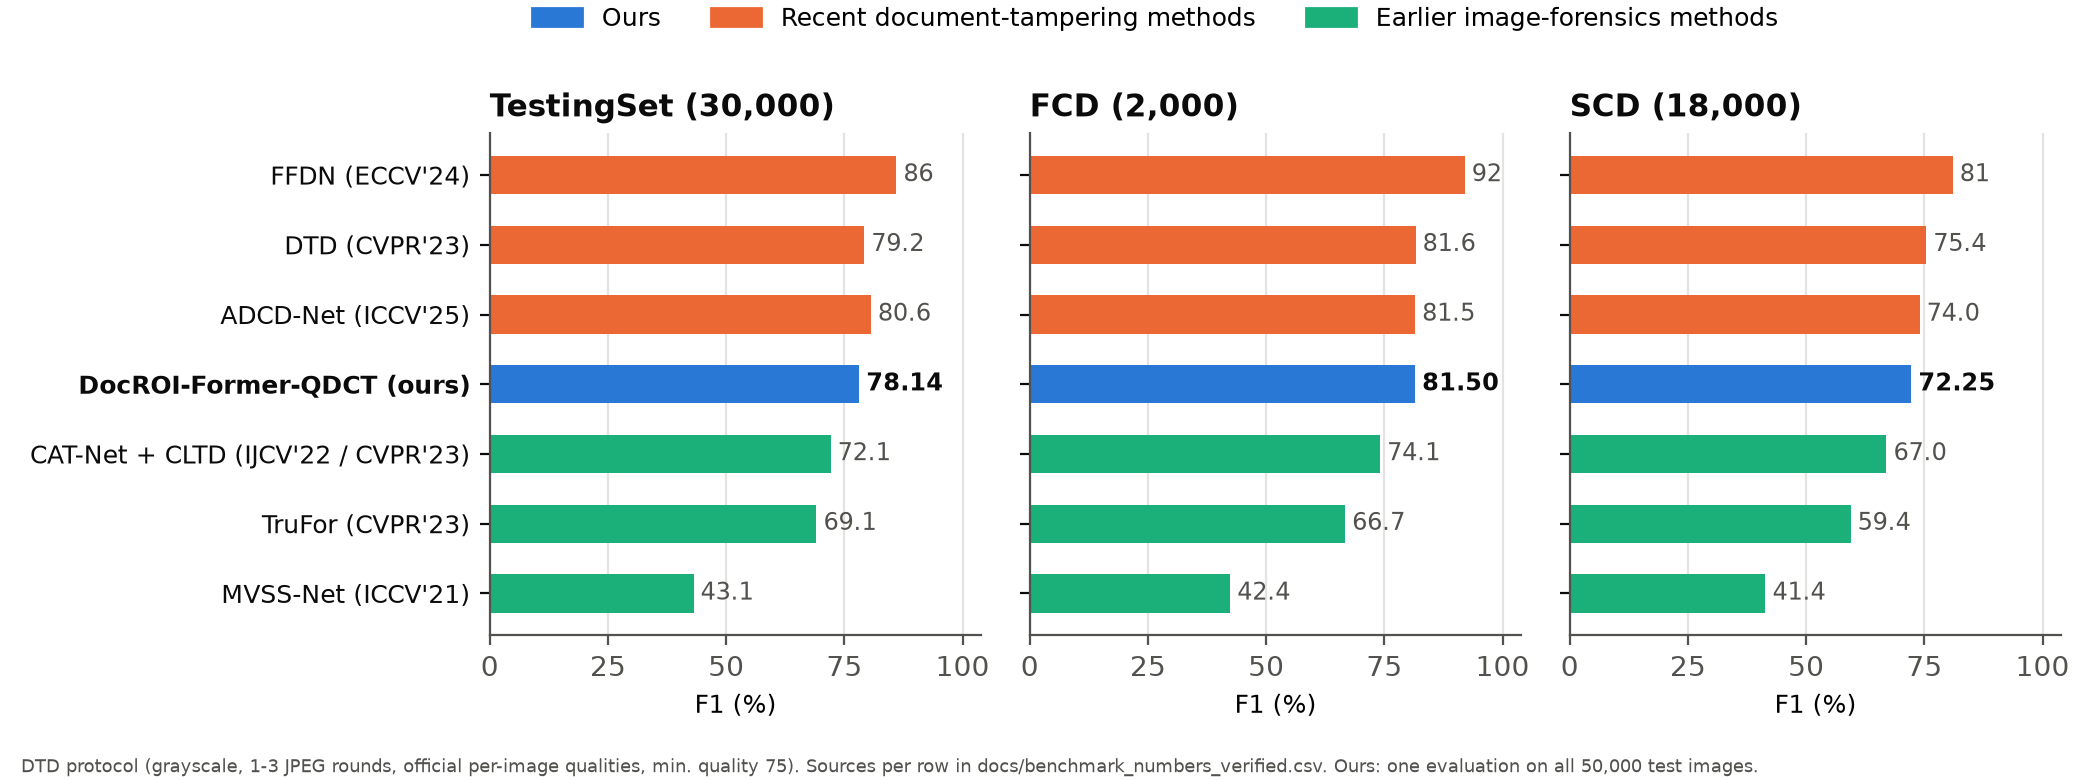 Ours
Recent document-tampering methods
Earlier image-forensics methods
TestingSet (30,000)
FCD (2,000)
SCD (18,000)
FFDN (ECCV'24)
86
92
81
DTD (CVPR'23)
79.2
81.6
75.4
ADCD-Net (ICCV'25)
80.6
81.5
74.0
DocROI-Former-QDCT (ours)
78.14
81.50
72.25
CAT-Net + CLTD (IJCV'22 / CVPR'23)
72.1
74.1
67.0
TruFor (CVPR'23)
69.1
66.7
59.4
MVSS-Net (ICCV'21)
43.1
42.4
41.4
0 25 50 75 100
0 25 50 75 100
0 25 50 75 100
F1 (%)
F1 (%)
F1 (%)
DTD protocol (grayscale, 1-3 JPEG rounds, official per-image qualities, min. quality 75). Sources per row in docs/benchmark_numbers_verified.csv. Ours: one evaluation on all 50,000 test images.